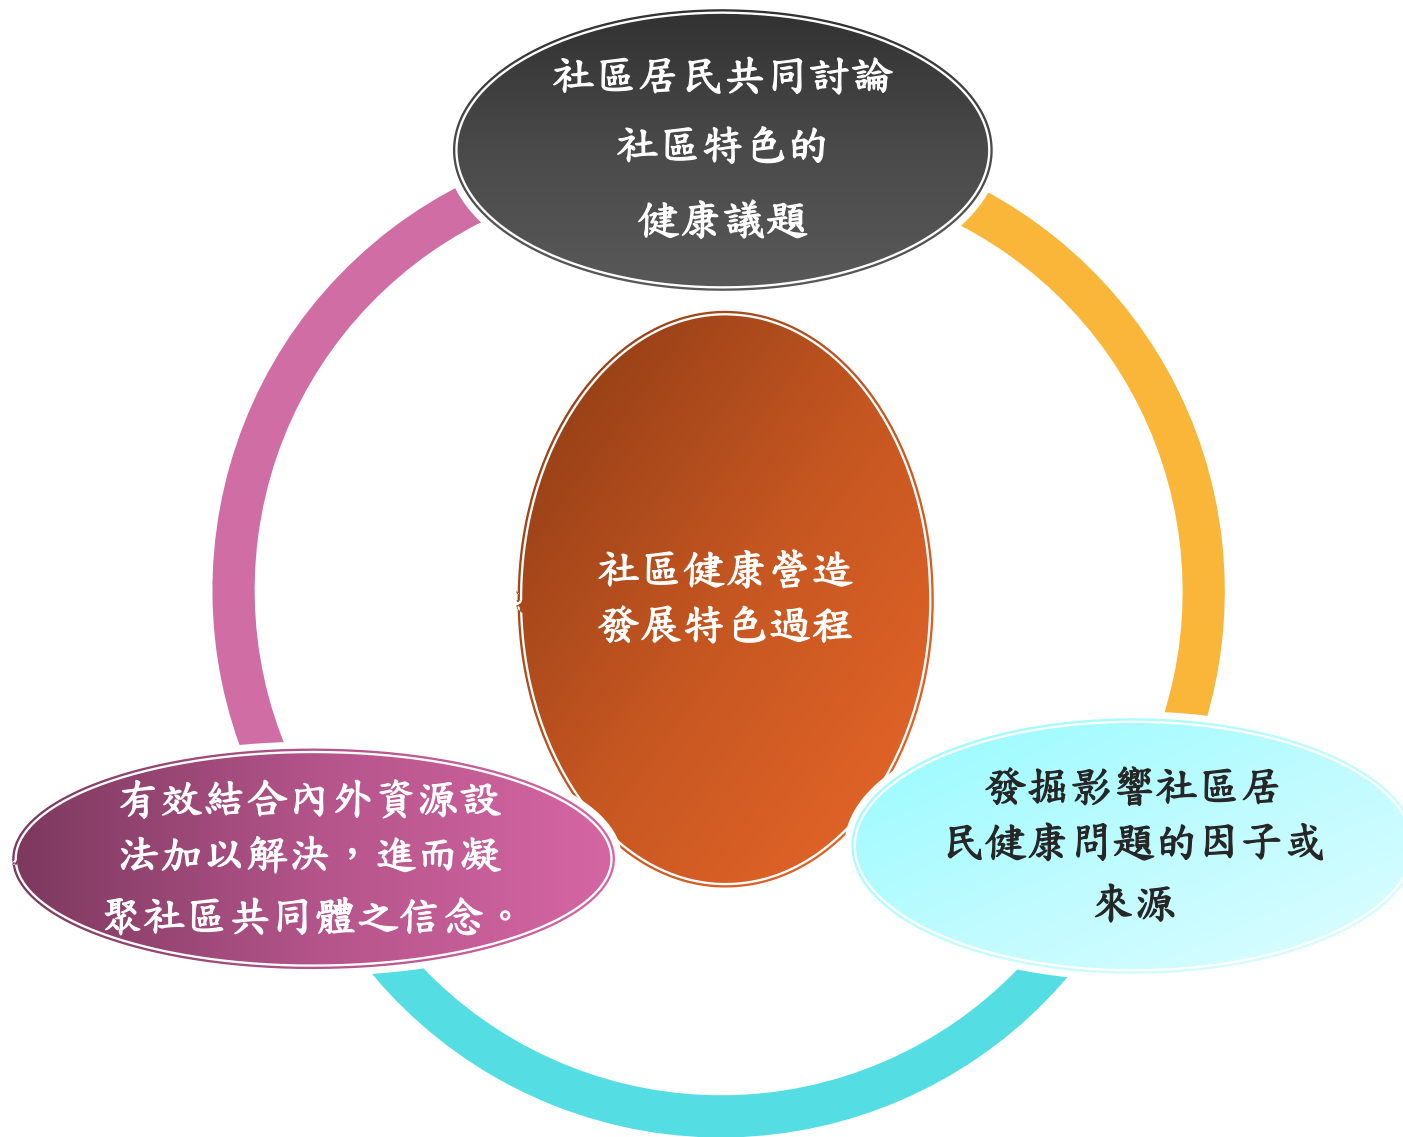 社區居民共同討論
社區特色的
健康議題
社區健康營造
發展特色過程
有效結合內外資源設
法加以解決，進而凝
聚社區共同體之信念。
發掘影響社區居
民健康問題的因子或
來源